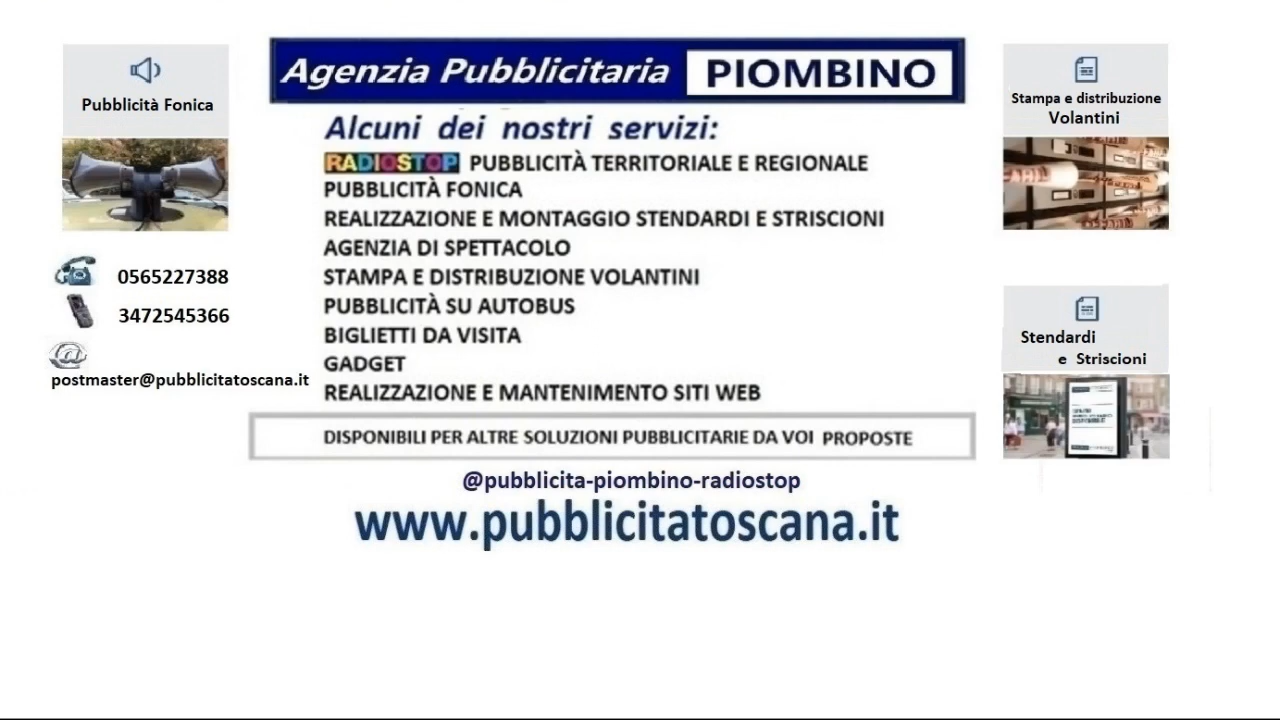 Agenzia Pubblicitaria PIOMBINO
Pubblicità Fonica
Stampa e distribuzione
Volantini
Alcuni dei nostri servizi:
RADIOSTOP PUBBLICITÀ TERRITORIALE E REGIONALE
PUBBLICITÀ FONICA
REALIZZAZIONE E MONTAGGIO STENDARDI E STRISCIONI
AGENZIA DI SPETTACOLO
STAMPA E DISTRIBUZIONE VOLANTINI
PUBBLICITÀ SU AUTOBUS
BIGLIETTI DA VISITA
GADGET
REALIZZAZIONE E MANTENIMENTO SITI WEB
0565227388
3472545366
@
postmaster@pubblicitatoscana.it
Stendardi
e Striscioni
DISPONIBILI PER ALTRE SOLUZIONI PUBBLICITARIE DA VOI PROPOSTE
@pubblicita-piombino-radiostop
www.pubblicitatoscana.it